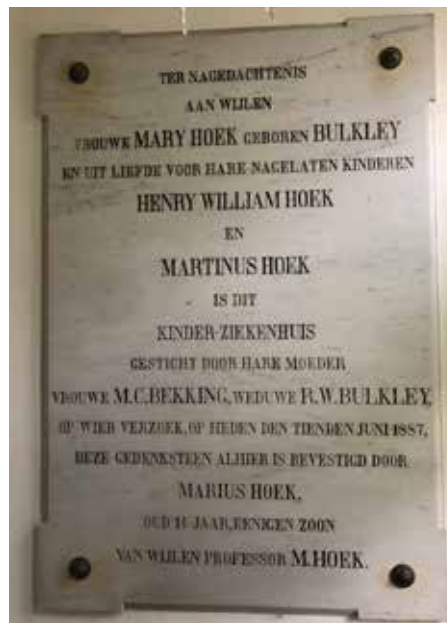 TER NAGEDACHTENIS
AAN WIJLEN
VROUWE MARY HOEK GEBOREN BULKLEY
EN UIT LIEFDE VOOR HARE NAGELATEN KINDEREN
HENRY WILLIAM HOEK
EN
MARTINUS HOEK
IS DIT
KINDER-ZIEKENHUIS
GESTICHT DOOR HARE MOEDER
VROUWE M.C.BEKKING, WEDUWE R.W.BULKLEY,
OP WIER VERZOEK, OP HEDEN DEN TIENDEN JUNI 1887,
DEZE GEDENKSTEEN ALHIER IS BEVESTIGD DOOR
MARIUS HOEK,
OUD JAAR, EENIGEN ZOON
VAN WIJLEN PROFESSOR M.HOEK.